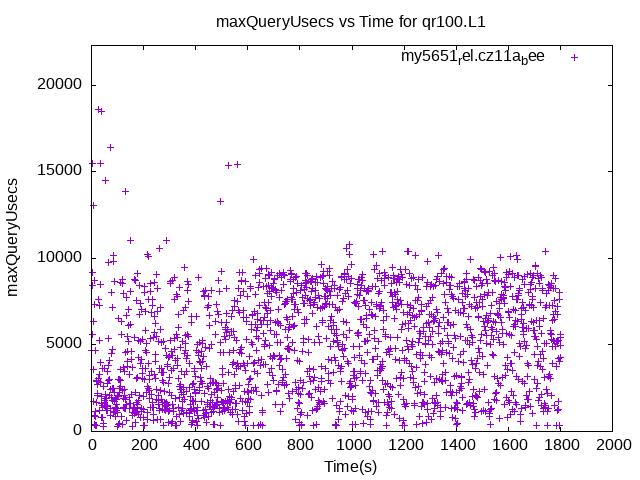 maxQueryUsecs vs Time for qr100.L1
my5651rel.cz11abee
20000
15000
10000
5000
0
maxQueryUsecs
0 200 400 600 800 1000 1200 1400 1600 1800 2000
Time(s)